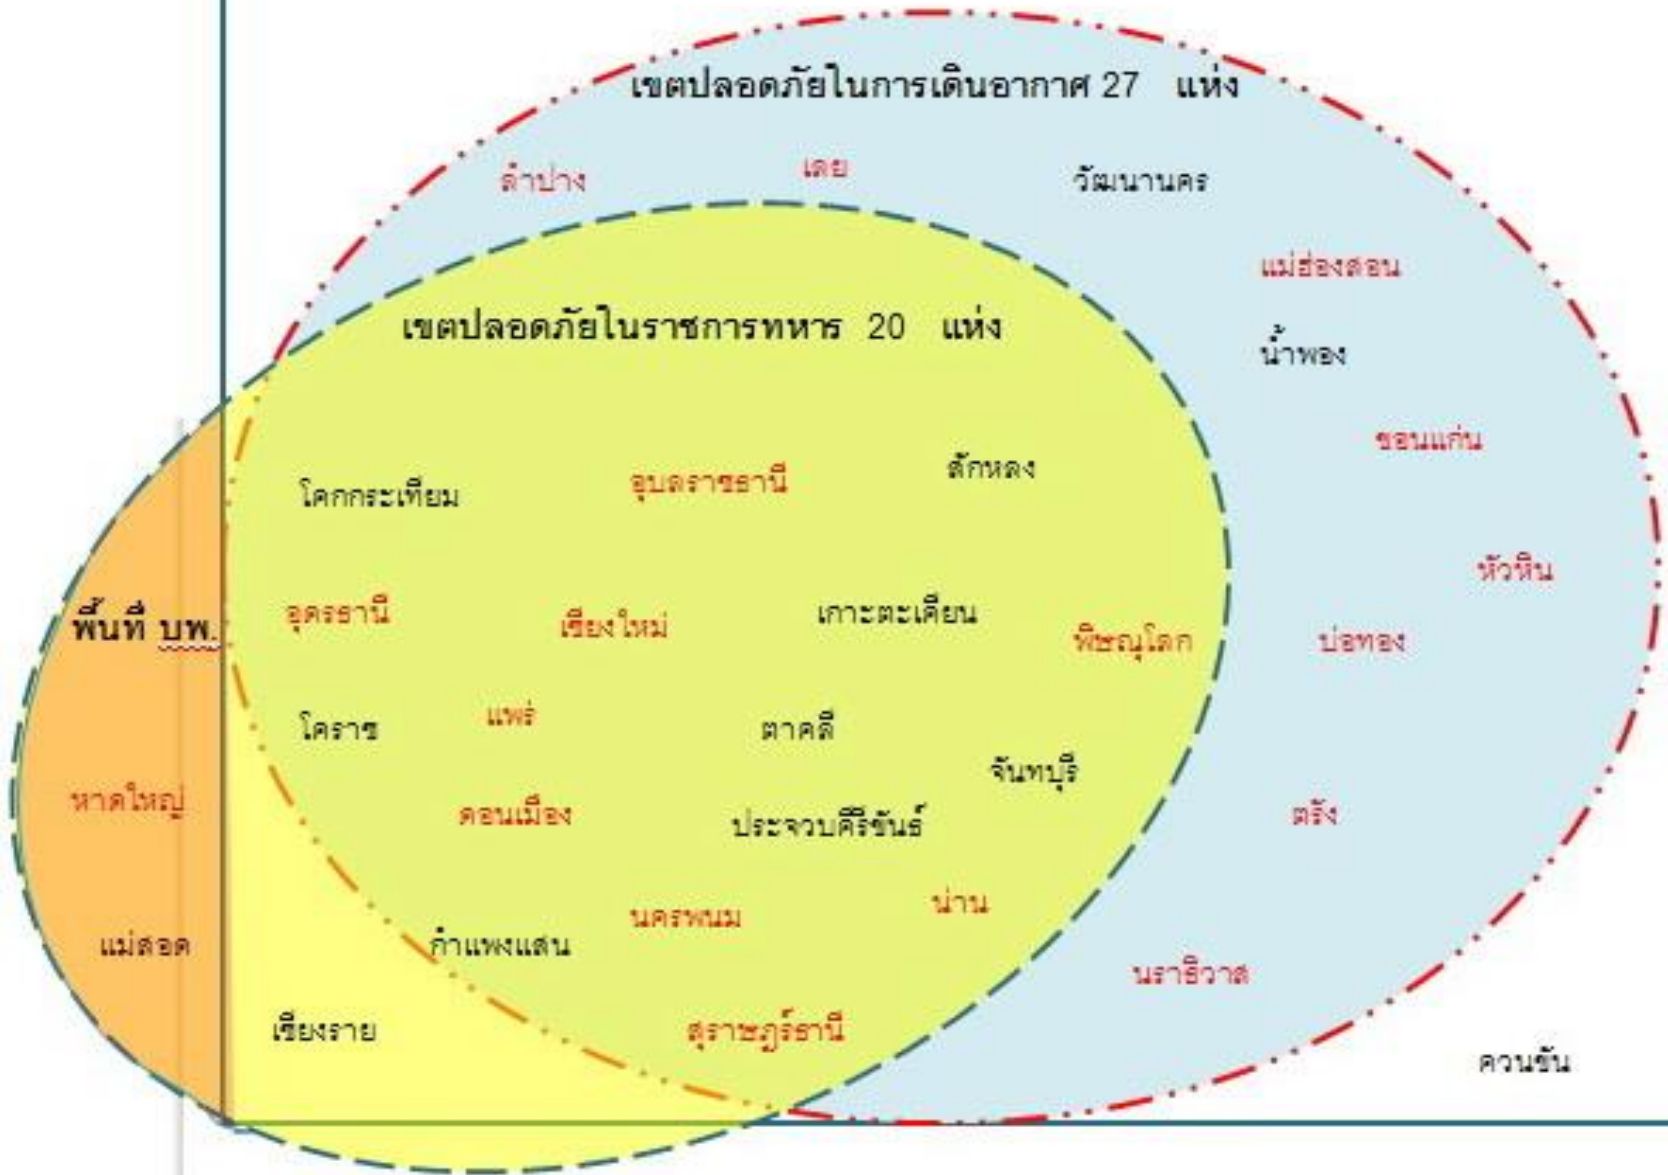 เขตปลอดภัยในการเดินอากาศ 27 แห่ง
ลำปาง เลย วัฒนานคร
แม่ฮ่องสอน
เขตปลอดภัยในราชการทหาร 20 แห่ง
น้ำพอง
ขอนแก่น
โคกกระเทียม อุบลราชธานี สักหลง
หัวหิน
พื้นที่ บพ. อุดรธานี เชียงใหม่ เกาะตะเคียน พิษณุโลก บ่อทอง
โคราช แพร่ ตาคลี
จันทบุรี
หาดใหญ่ ดอนเมือง ประจวบคีรีขันธ์ ตรัง
นครพนม น่าน
แม่สอด กำแพงแสน นราธิวาส
เชียงราย สุราษฎร์ธานี
ควนขัน